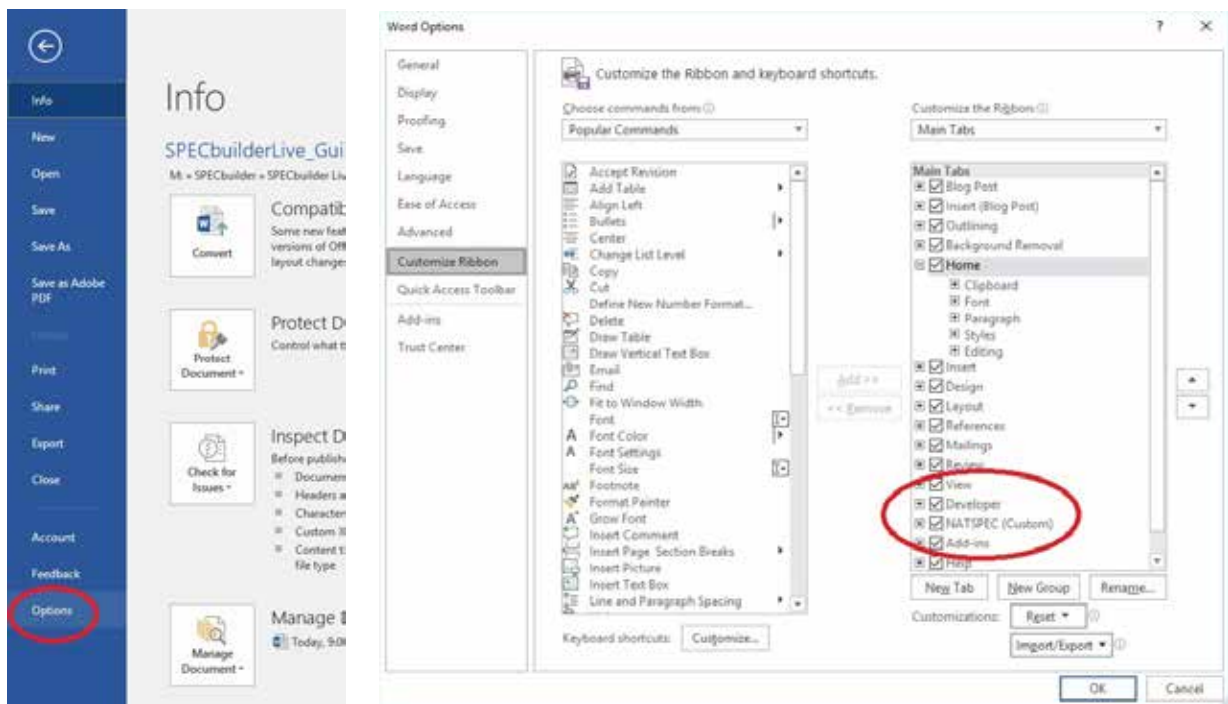 Info
New
Open
Save
Save As
Save as Adobe
PDF
Print
Share
Export
Close
Account
Feedback
Options
Info
SPECbuilderLive_Gui
M: » SPECbuilder » SPECbuilder Liv
Convert
Compatib
Some new feat
versions of Off
layout changes
Protect
Document
Protect D
Control what t
Check for
Issues
Inspect D
Before publish
Documen
Headers a
Character
Custom X
Content t
file type
Manage
Document
Manage D
Today, 9:0
Word Options
? ×
General
Display
Proofing
Save
Language
Ease of Access
Advanced
Customize Ribbon
Quick Access Toolbar
Add-ins
Trust Center
Customize the Ribbon and keyboard shortcuts.
Choose commands from:
Popular Commands
Accept Revision
Add Table
Align Left
Bullets
Center
Change List Level
Copy
Cut
Define New Number Format...
Delete
Draw Table
Draw Vertical Text Box
Email
Find
Fit to Window Width
Font
Font Color
Font Settings
Font Size
Footnote
Format Painter
Grow Font
Insert Comment
Insert Page Section Breaks
Insert Picture
Insert Text Box
Line and Paragraph Spacing
Keyboard shortcuts: Customize...
Add >>
<< Remove
Customize the Ribbon:
Main Tabs
Main Tabs
Blog Post
Insert (Blog Post)
Outlining
Background Removal
Home
Clipboard
Font
Paragraph
Styles
Editing
Insert
Design
Layout
References
Mailings
Review
View
Developer
NATSPEC (Custom)
Add-ins
Help
New Tab New Group Rename...
Customizations: Reset
Import/Export
OK Cancel